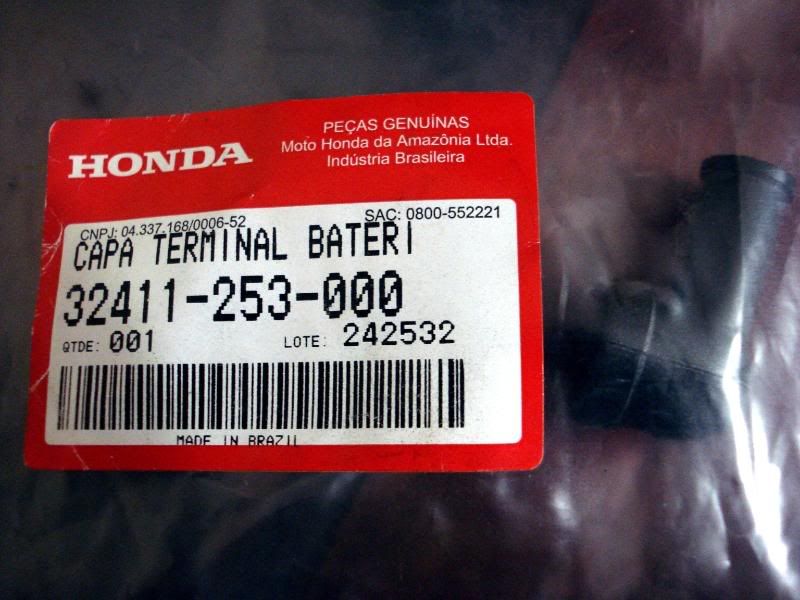 HONDA
PEÇAS GENUÍNAS
Moto Honda da Amazônia Ltda.
Indústria Brasileira
CNPJ: 04.337.168/0006-52
SAC: 0800-552221
CAPA TERMINAL BATERI
32411-253-000
QTDE: 001
LOTE: 242532
MADE IN BRAZIL